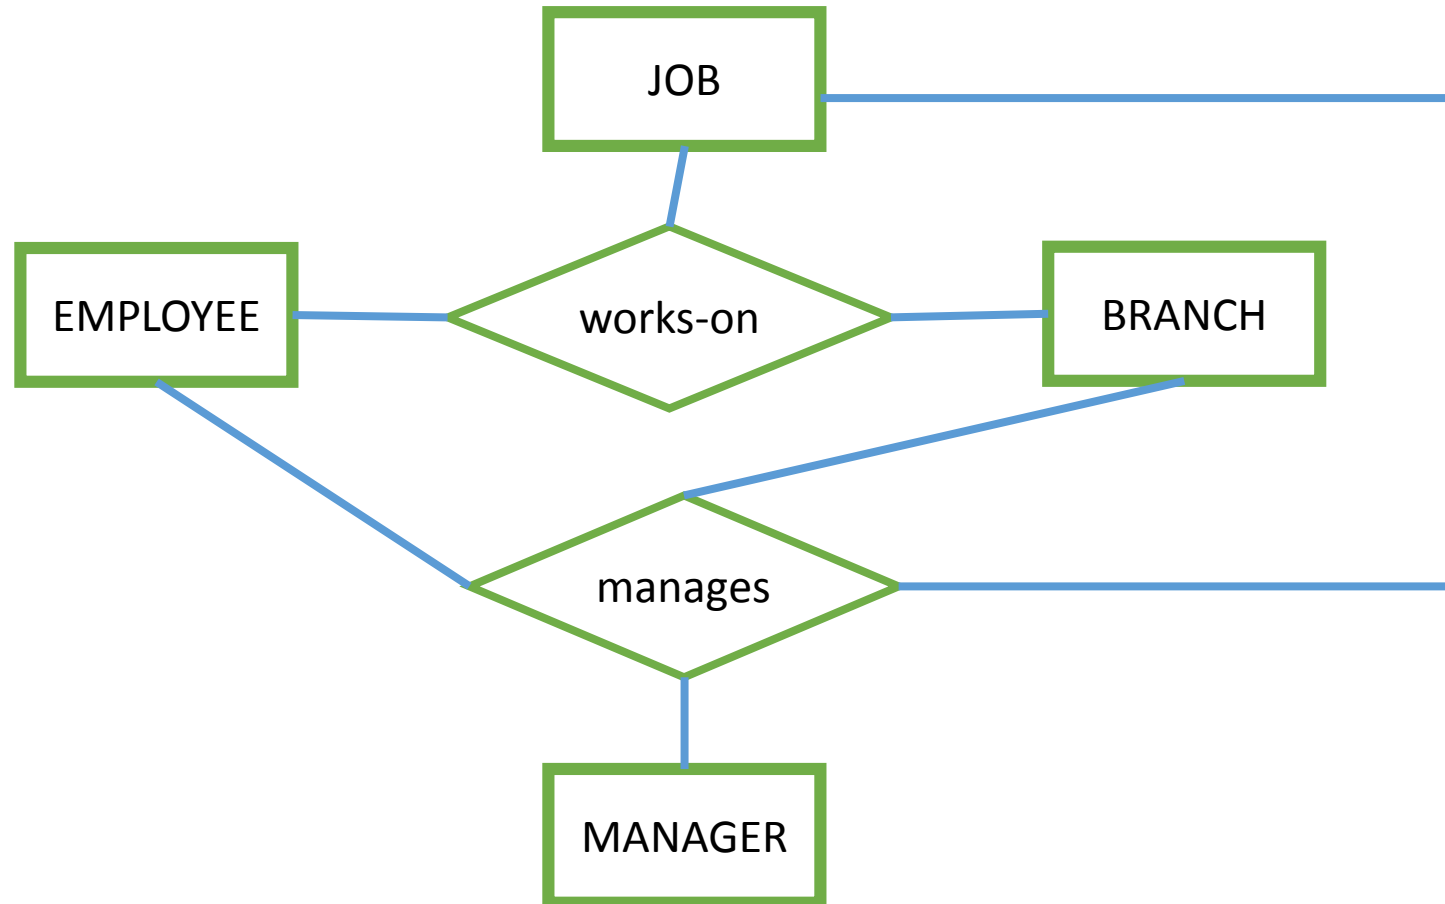 JOB
EMPLOYEE
works-on
BRANCH
manages
MANAGER